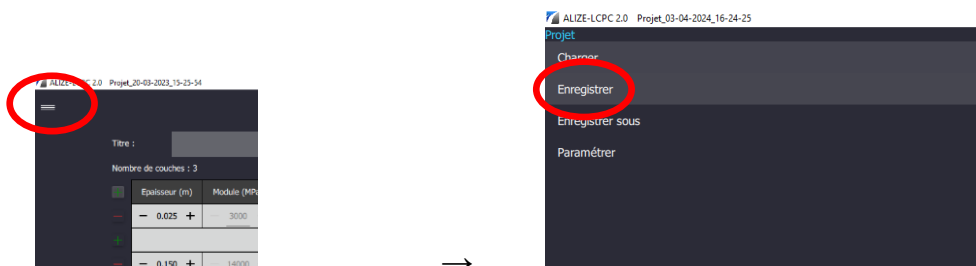 ALIZE-LCPC 2.0 Projet_20-03-2023_15-25-54
Titre :
Nombre de couches : 3
Epaisseur (m) Module (MPa
− 0.025 + − 3000
− 0.150 + − 14000
→
ALIZE-LCPC 2.0 Projet_03-04-2024_16-24-25
Projet
Charger
Enregistrer
Enregistrer sous
Paramétrer